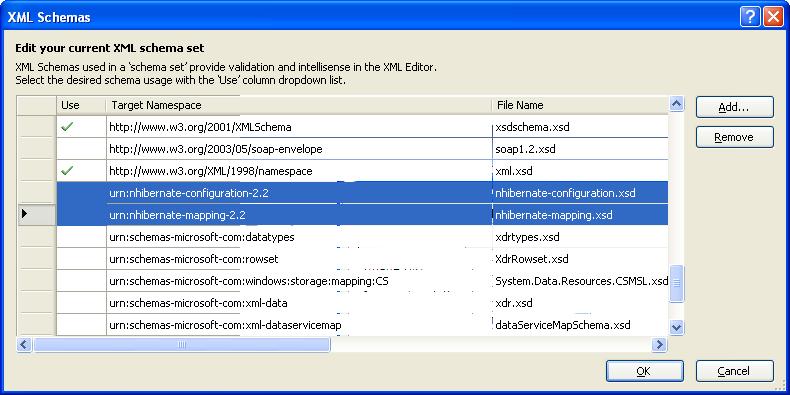 XML Schemas
Edit your current XML schema set
XML Schemas used in a 'schema set' provide validation and intellisense in the XML Editor.
Select the desired schema usage with the 'Use' column dropdown list.
Use Target Namespace File Name
http://www.w3.org/2001/XMLSchema xsdschema.xsd
http://www.w3.org/2003/05/soap-envelope soap1.2.xsd
http://www.w3.org/XML/1998/namespace xml.xsd
urn:nhibernate-configuration-2.2 nhibernate-configuration.xsd
urn:nhibernate-mapping-2.2 nhibernate-mapping.xsd
urn:schemas-microsoft-com:datatypes xdrtypes.xsd
urn:schemas-microsoft-com:rowset XdrRowset.xsd
urn:schemas-microsoft-com:windows:storage:mapping:CS System.Data.Resources.CSMSL.xsd
urn:schemas-microsoft-com:xml-data xdr.xsd
urn:schemas-microsoft-com:xml-dataservicemap dataServiceMapSchema.xsd
Add...
Remove
OK
Cancel